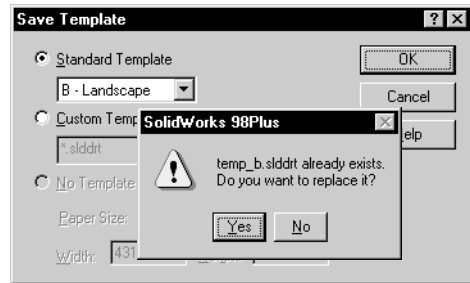 Save Template
Standard Template
OK
B - Landscape
Cancel
Custom Temp
SolidWorks 98Plus
elp
*.slddrt
temp_b.slddrt already exists.
Do you want to replace it?
No Template
Paper Size:
Yes
No
Width:
431